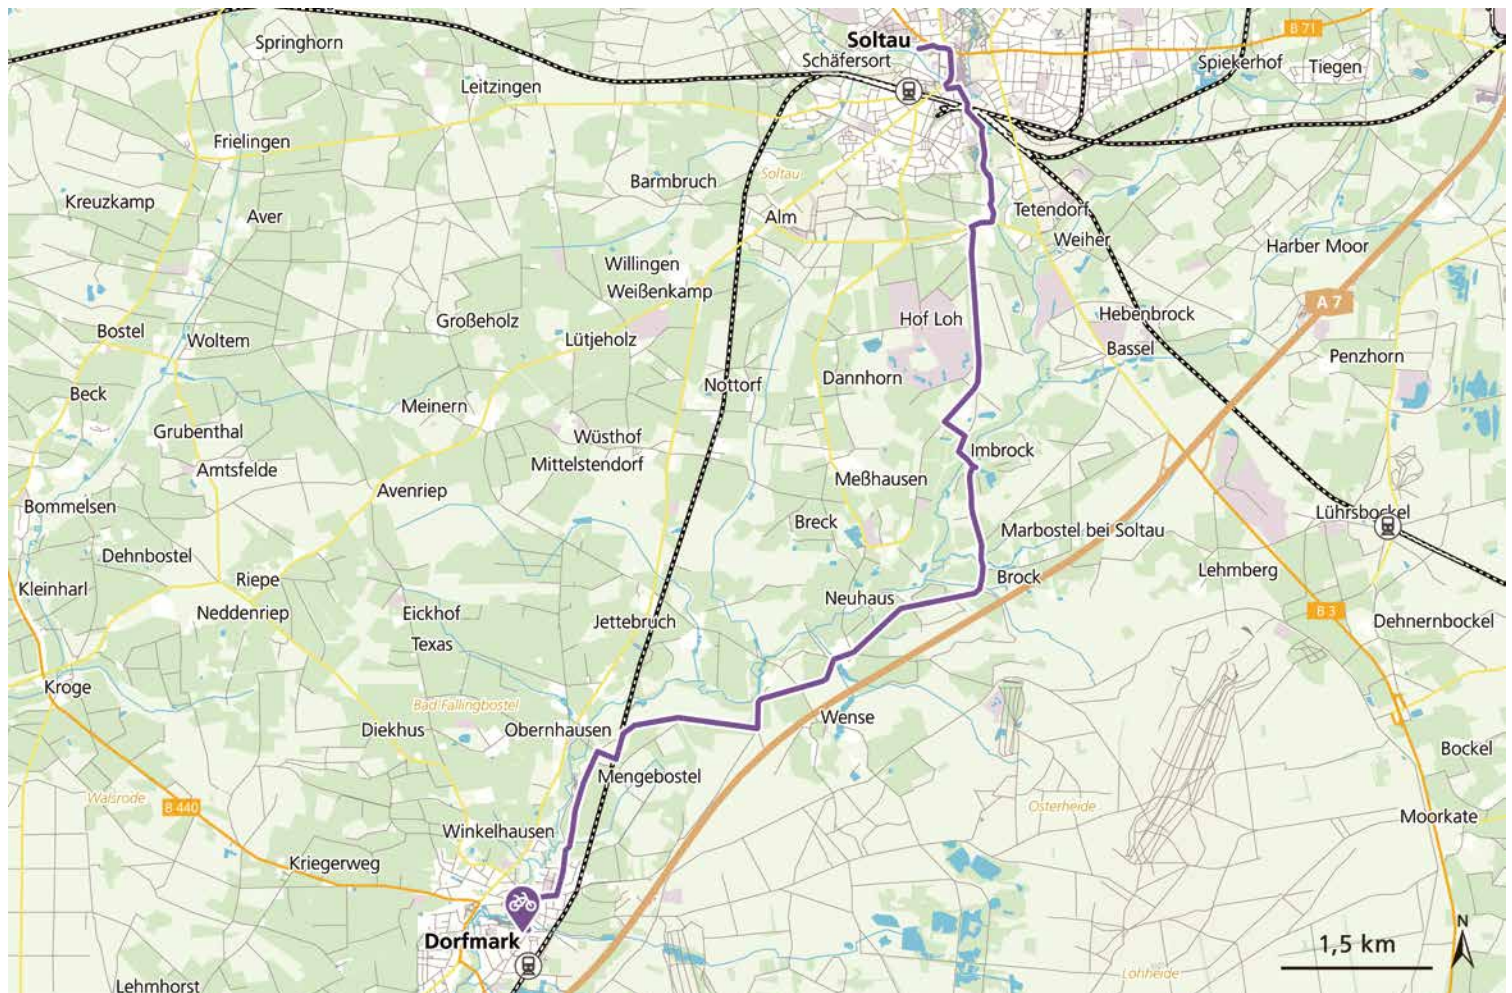 Soltau
B 71
Springhorn
Schäfersort
Spiekerhof
Tiegen
Leitzingen
Frielingen
Barmbruch
Soltau
Kreuzkamp
Aver
Alm
Tetendorf
Weiher
Harber Moor
Willingen
Weißenkamp
A 7
Hof Loh
Hebenbrock
Großeholz
Bostel
Woltem
Lütjeholz
Bassel
Penzhorn
Dannhorn
Nottorf
Beck
Meinern
Grubenthal
Wüsthof
Imbrock
Mittelstendorf
Amtsfelde
Meßhausen
Avenriep
Bommelsen
Lührsbockel
Breck
Marbostel bei Soltau
Dehnbostel
Lehmberg
Brock
Riepe
Kleinharl
Neuhaus
Neddenriep
Eickhof
B 3
Jettebruch
Dehnernbockel
Texas
Kroge
Bad Fallingbostel
Wense
Diekhus
Obernhausen
Bockel
Mengebostel
Walsrode
B 440
Osterheide
Moorkate
Winkelhausen
Kriegerweg
N
Dorfmark
1,5 km
Lohheide
Lehmhorst